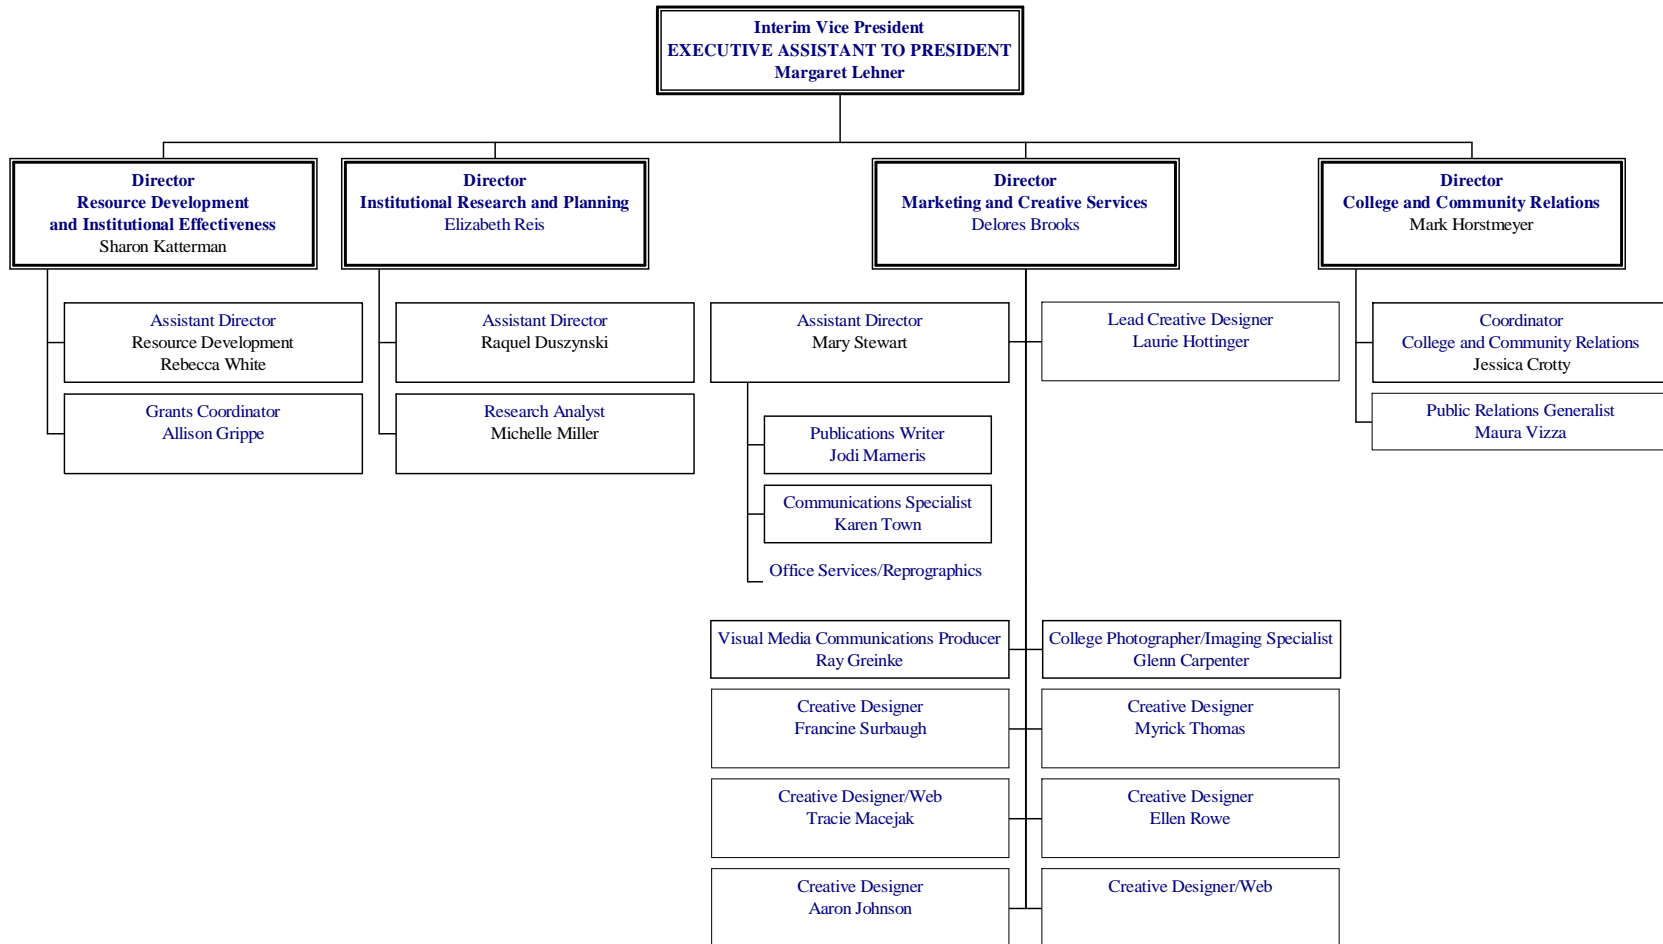 Interim Vice President
EXECUTIVE ASSISTANT TO PRESIDENT
Margaret Lehner
Director
Resource Development
and Institutional Effectiveness
Sharon Katterman
Director
Institutional Research and Planning
Elizabeth Reis
Director
Marketing and Creative Services
Delores Brooks
Director
College and Community Relations
Mark Horstmeyer
Assistant Director
Resource Development
Rebecca White
Grants Coordinator
Allison Grippe
Assistant Director
Raquel Duszynski
Research Analyst
Michelle Miller
Assistant Director
Mary Stewart
Publications Writer
Jodi Marneris
Communications Specialist
Karen Town
Office Services/Reprographics
Lead Creative Designer
Laurie Hottinger
Visual Media Communications Producer
Ray Greinke
College Photographer/Imaging Specialist
Glenn Carpenter
Creative Designer
Francine Surbaugh
Creative Designer
Myrick Thomas
Creative Designer/Web
Tracie Macejak
Creative Designer
Ellen Rowe
Creative Designer
Aaron Johnson
Creative Designer/Web
Coordinator
College and Community Relations
Jessica Crotty
Public Relations Generalist
Maura Vizza